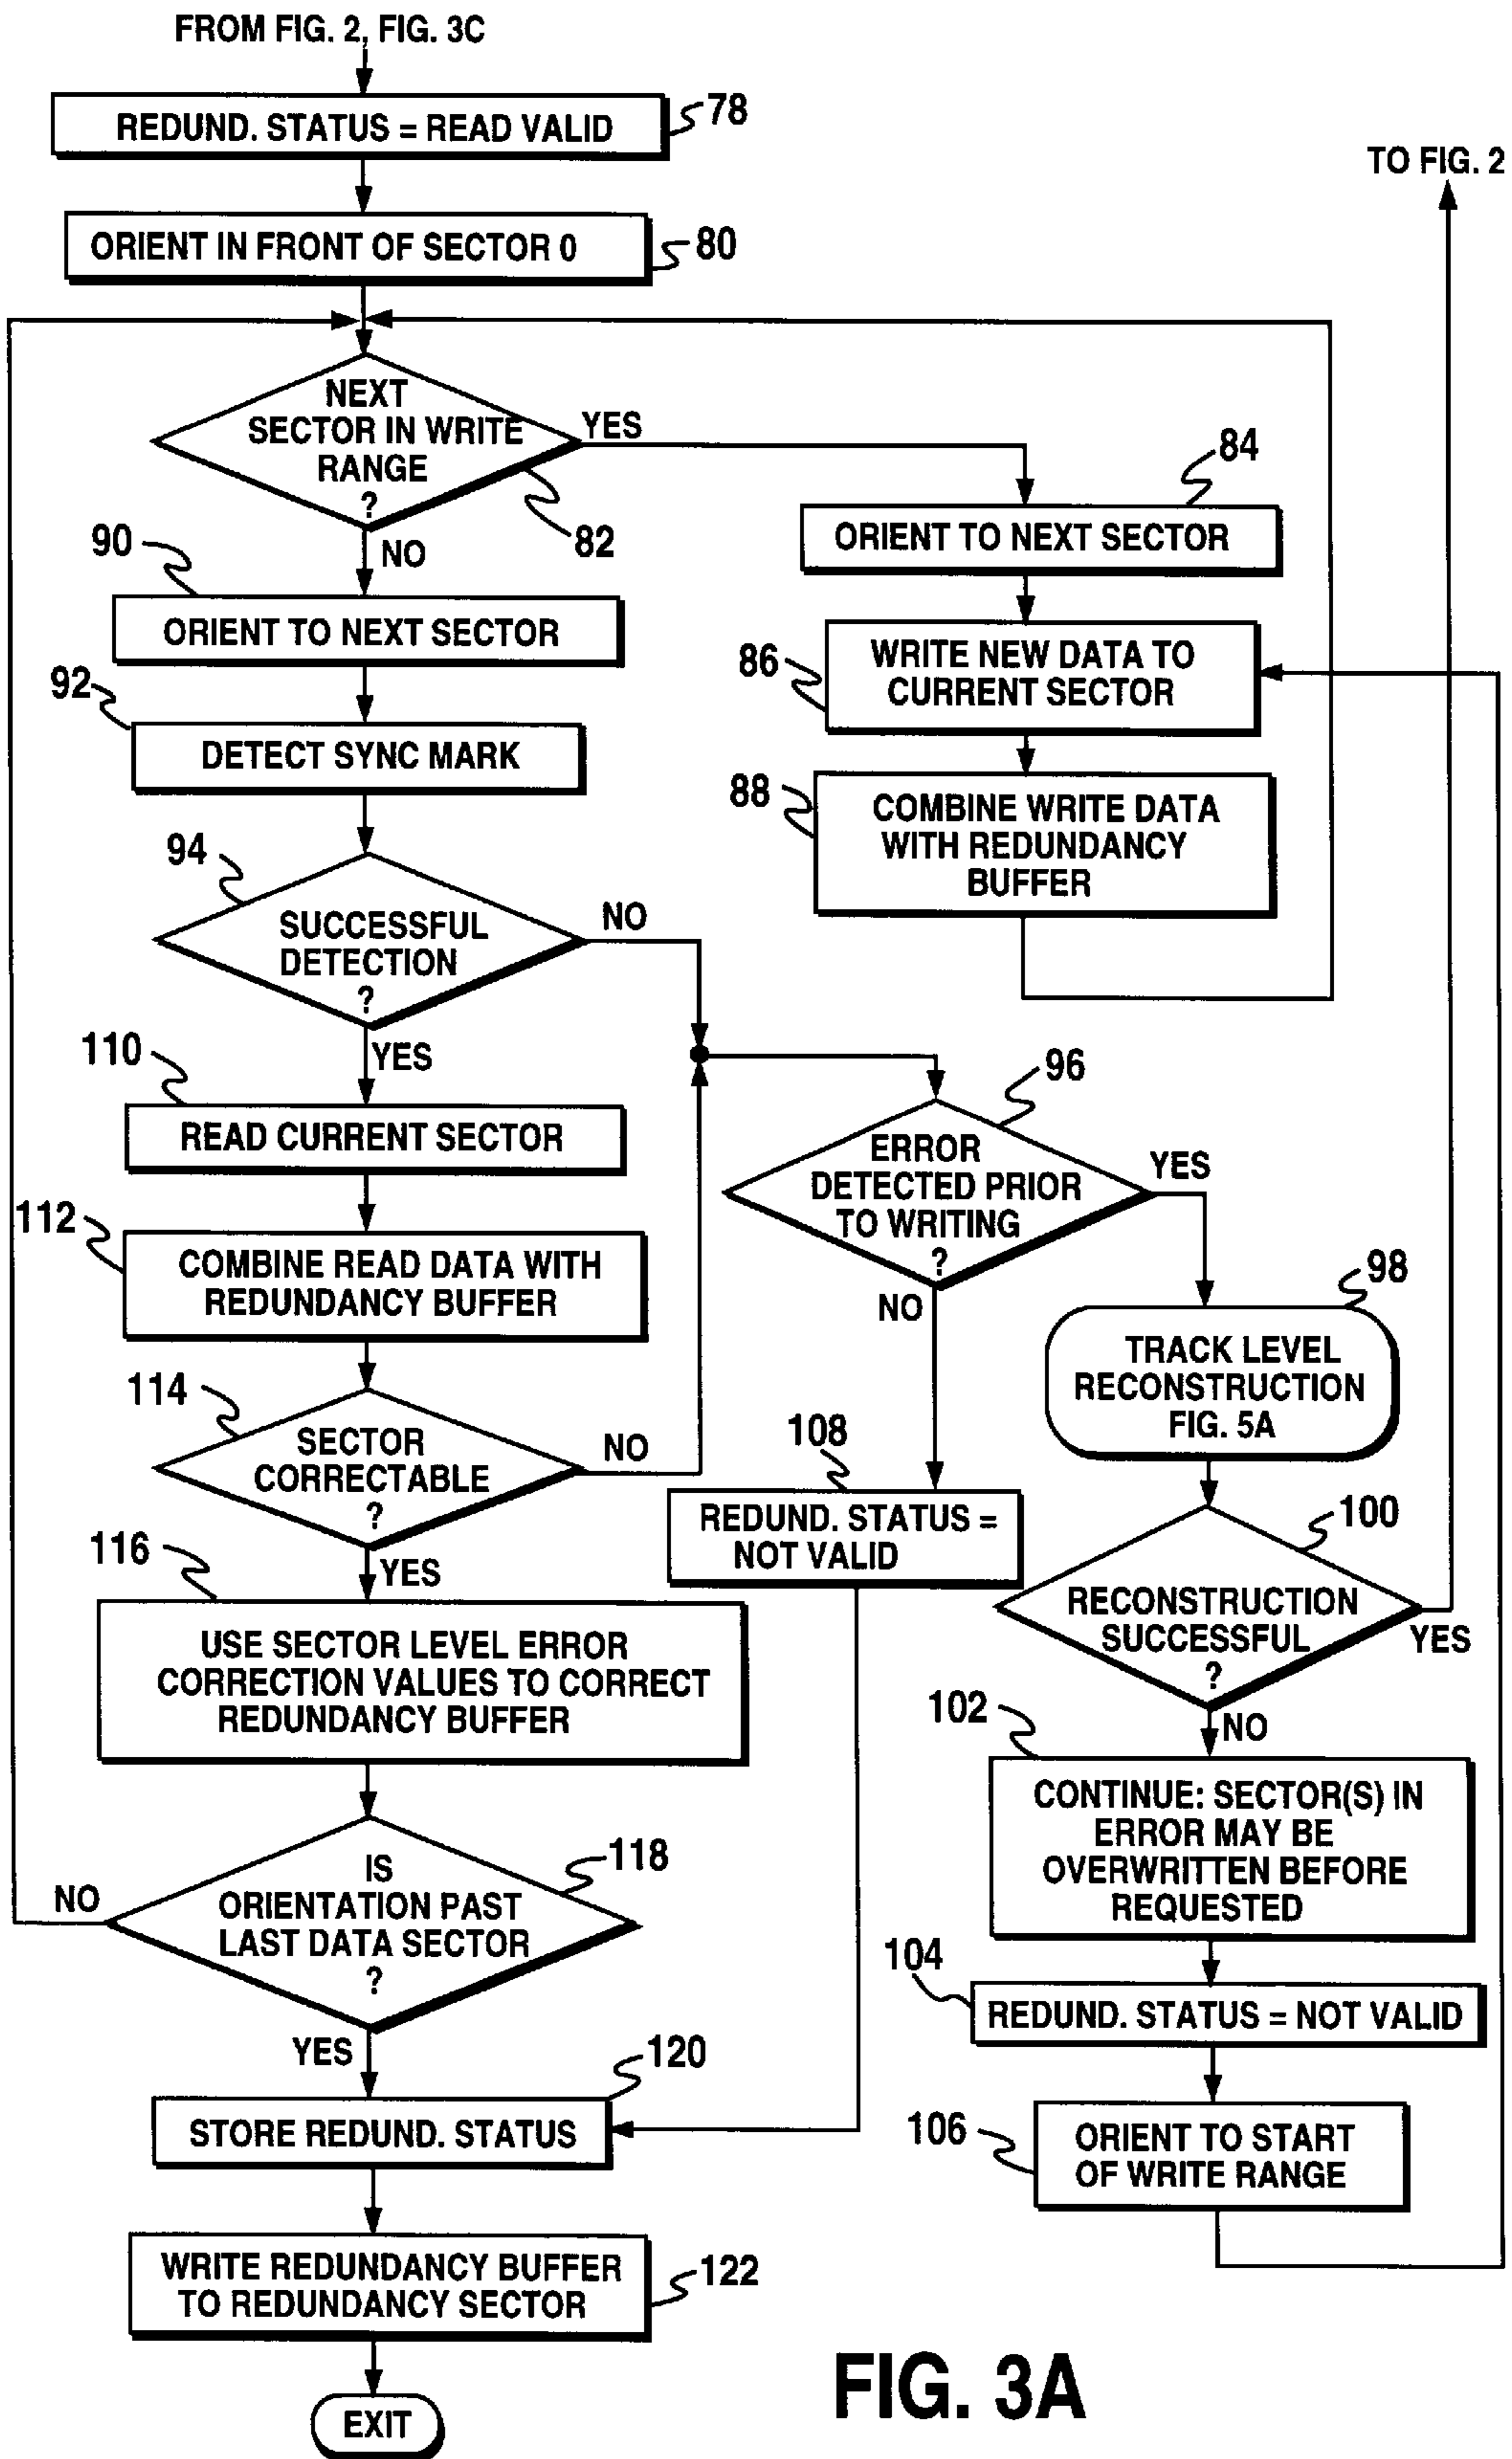 FROM FIG. 2, FIG. 3C
REDUND. STATUS = READ VALID
78
TO FIG. 2
ORIENT IN FRONT OF SECTOR 0
80
NEXT
SECTOR IN WRITE
RANGE
?
YES
82
NO
84
ORIENT TO NEXT SECTOR
90
ORIENT TO NEXT SECTOR
86
WRITE NEW DATA TO
CURRENT SECTOR
92
DETECT SYNC MARK
88
COMBINE WRITE DATA
WITH REDUNDANCY
BUFFER
94
SUCCESSFUL
DETECTION
?
NO
YES
110
READ CURRENT SECTOR
96
ERROR
DETECTED PRIOR
TO WRITING
?
YES
NO
112
COMBINE READ DATA WITH
REDUNDANCY BUFFER
98
TRACK LEVEL
RECONSTRUCTION
FIG. 5A
114
SECTOR
CORRECTABLE
?
NO
YES
108
REDUND. STATUS =
NOT VALID
100
RECONSTRUCTION
SUCCESSFUL
?
YES
NO
116
USE SECTOR LEVEL ERROR
CORRECTION VALUES TO CORRECT
REDUNDANCY BUFFER
102
CONTINUE: SECTOR(S) IN
ERROR MAY BE
OVERWRITTEN BEFORE
REQUESTED
118
IS
ORIENTATION PAST
LAST DATA SECTOR
?
NO
YES
104
REDUND. STATUS = NOT VALID
120
STORE REDUND. STATUS
106
ORIENT TO START
OF WRITE RANGE
WRITE REDUNDANCY BUFFER
TO REDUNDANCY SECTOR
122
EXIT
FIG. 3A